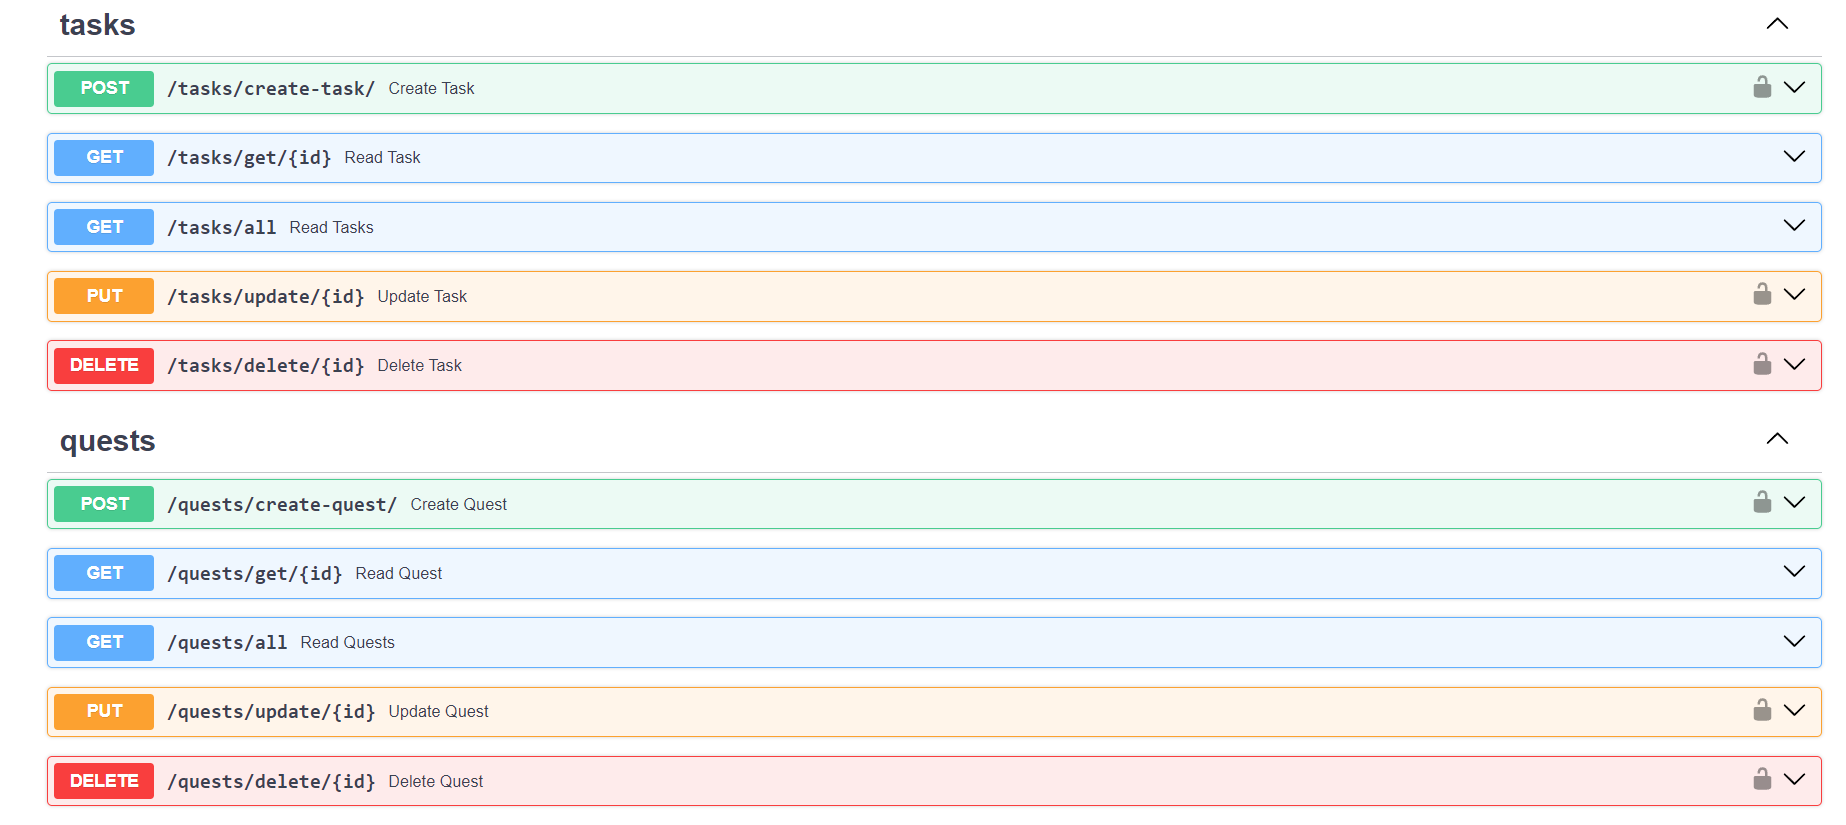 tasks
POST /tasks/create-task/ Create Task
GET /tasks/get/{id} Read Task
GET /tasks/all Read Tasks
PUT /tasks/update/{id} Update Task
DELETE /tasks/delete/{id} Delete Task
quests
POST /quests/create-quest/ Create Quest
GET /quests/get/{id} Read Quest
GET /quests/all Read Quests
PUT /quests/update/{id} Update Quest
DELETE /quests/delete/{id} Delete Quest